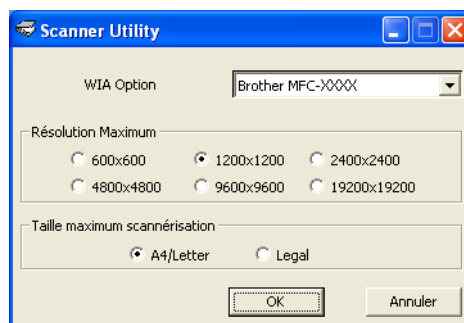 Scanner Utility
WIA Option
Brother MFC-XXXX
Résolution Maximum
600x600 1200x1200 2400x2400
4800x4800 9600x9600 19200x19200
Taille maximum scannérisation
A4/Letter Legal
OK Annuler